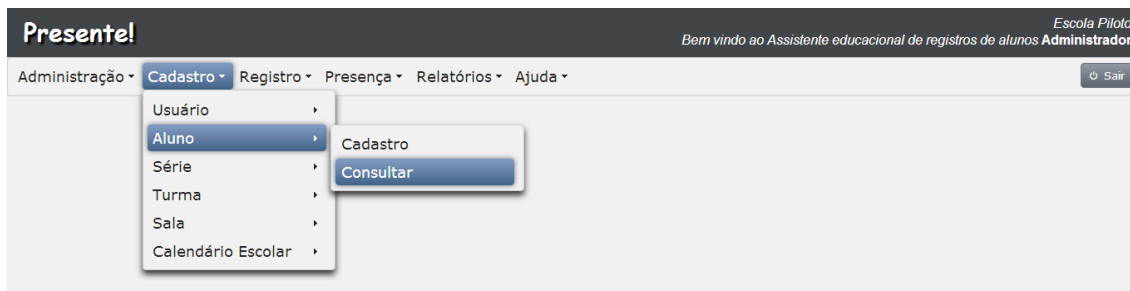 Presente!
Escola Piloto
Bem vindo ao Assistente educacional de registros de alunos Administrador
Administração Cadastro Registro Presença Relatórios Ajuda Sair
Usuário
Aluno
Série
Turma
Sala
Calendário Escolar
Cadastro
Consultar